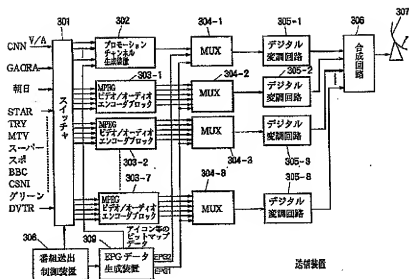 301
302
304-1
305-1
306
307
CNN V/A
GAORA
朝日
STAR
TRY
MTV
スーパー
スポ
BBC
CSNI
グリーン
DVTR
スイッチャ
プロモーション
チャンネル
生成装置
303-1
MPEG
ビデオ/オーディオ
エンコーダブロック
MPEG
ビデオ/オーディオ
エンコーダブロック
303-2
303-7
MPEG
ビデオ/オーディオ
エンコーダブロック
MUX
304-2
MUX
MUX
304-3
304-8
MUX
デジタル
変調回路
305-2
デジタル
変調回路
デジタル
変調回路
305-3
305-8
デジタル
変調回路
合成回路
アイコン等の
ビットマップ
データ
308
番組送出
制御装置
309
EPGデータ
生成装置
EPG2
EPG1
送信装置